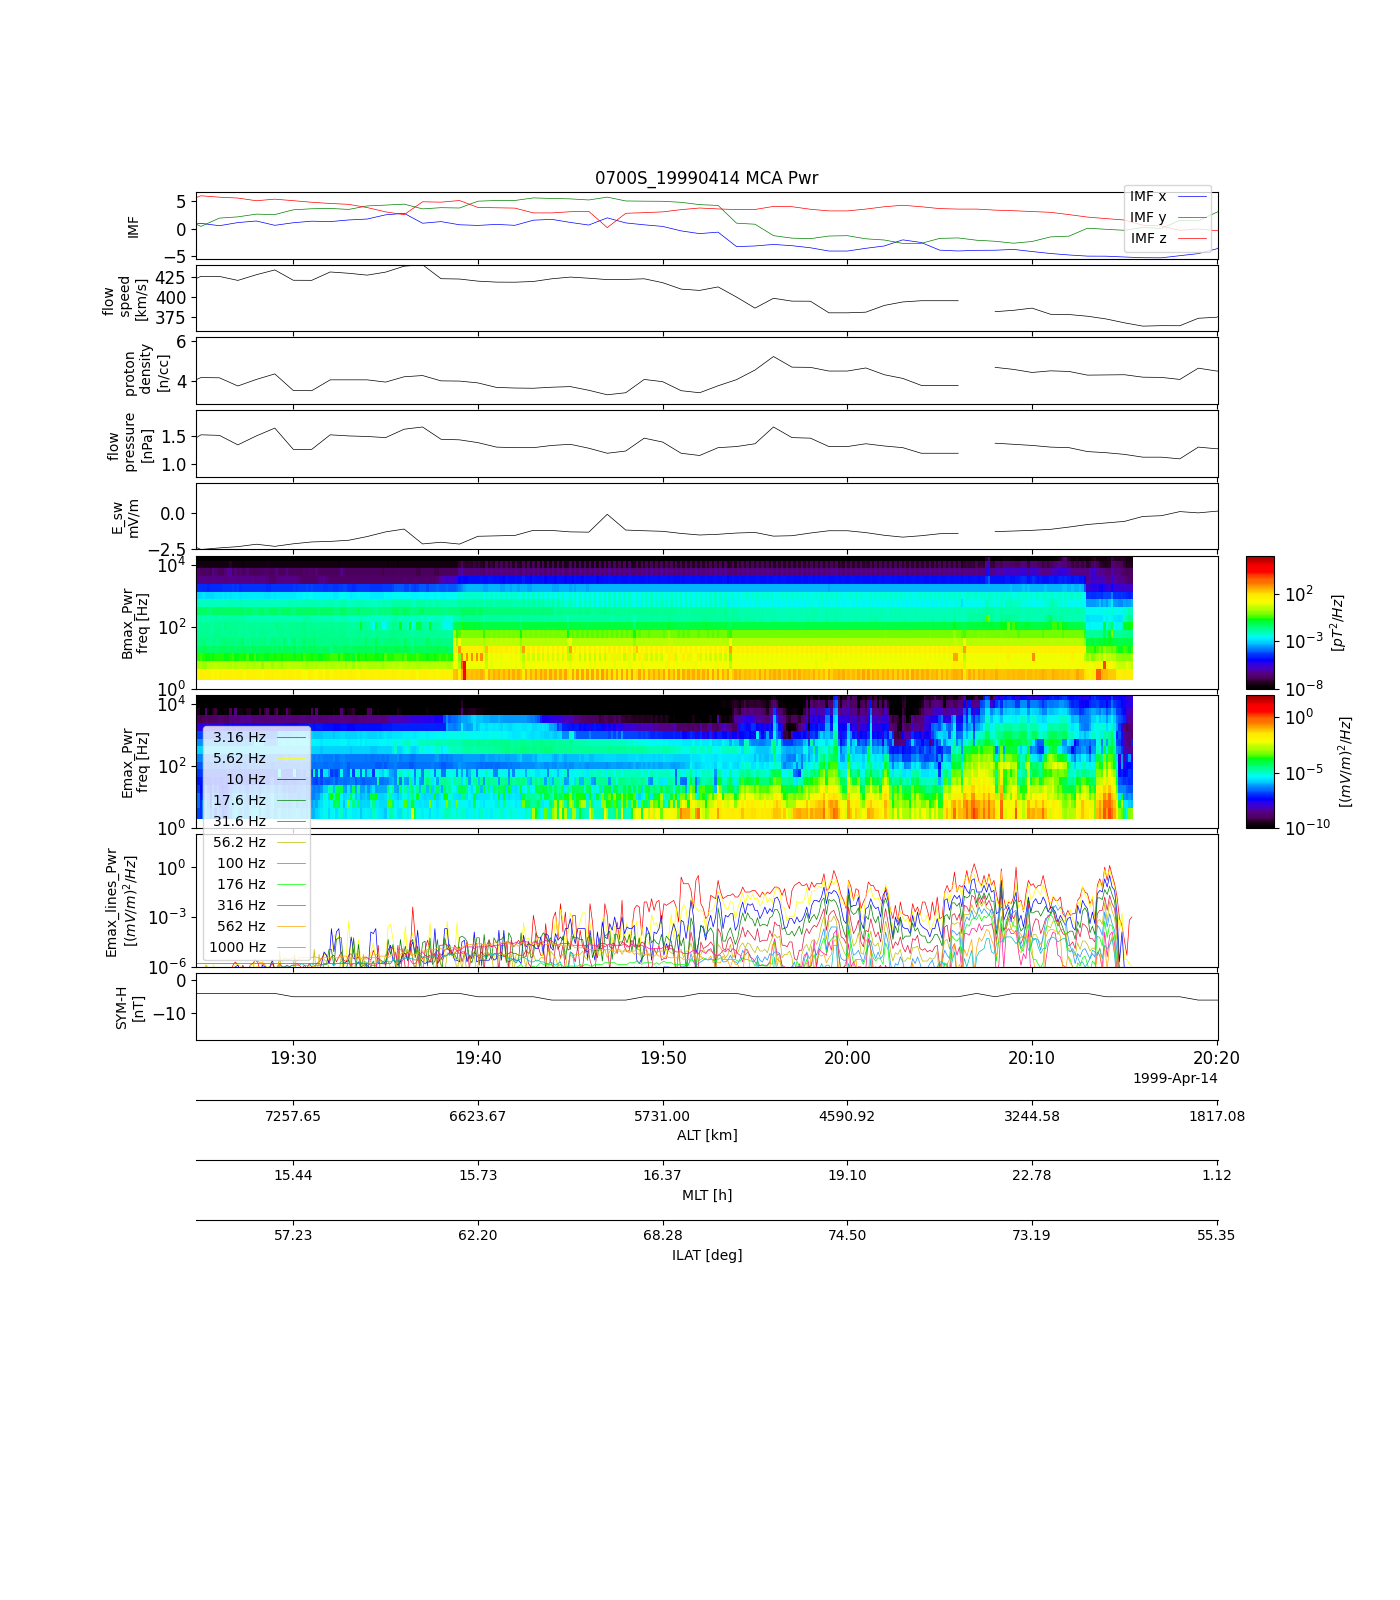 0700S_19990414 MCA Pwr
IMF
5
0
−5
IMF x
IMF y
IMF z
flow
speed
[km/s]
425
400
375
proton
density
[n/cc]
6
4
flow
pressure
[nPa]
1.5
1.0
E_sw
mV/m
0.0
−2.5
Bmax_Pwr
freq [Hz]
10^4
10^2
10^0
10^2
10^−3
10^−8
[pT^2/Hz]
Emax_Pwr
freq [Hz]
10^4
10^2
10^0
10^0
10^−5
10^−10
[(mV/m)^2/Hz]
3.16 Hz
5.62 Hz
10 Hz
17.6 Hz
31.6 Hz
56.2 Hz
100 Hz
176 Hz
316 Hz
562 Hz
1000 Hz
Emax_lines_Pwr
[(mV/m)^2/Hz]
10^0
10^−3
10^−6
SYM-H
[nT]
0
−10
19:30 19:40 19:50 20:00 20:10 20:20
1999-Apr-14
7257.65 6623.67 5731.00 4590.92 3244.58 1817.08
ALT [km]
15.44 15.73 16.37 19.10 22.78 1.12
MLT [h]
57.23 62.20 68.28 74.50 73.19 55.35
ILAT [deg]